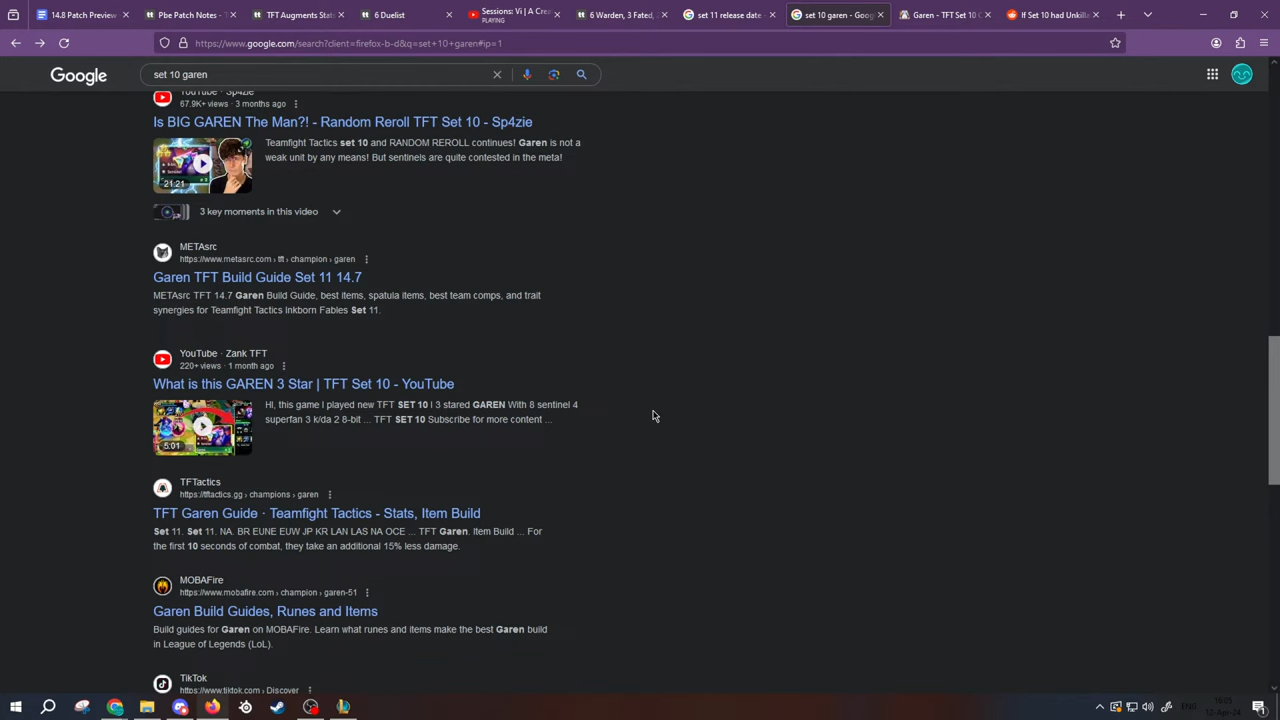 14.8 Patch Preview
Pbe Patch Notes - T
TFT Augments Stats
6 Duelist
Sessions: Vi | A Crea
PLAYING
6 Warden, 3 Fated,
set 11 release date
set 10 garen - Goog
Garen - TFT Set 10 C
If Set 10 had Unkilla
https://www.google.com/search?client=firefox-b-d&q=set+10+garen#ip=1
Google
set 10 garen
YouTube · Sp4zie
67.9K+ views · 3 months ago
Is BIG GAREN The Man?! - Random Reroll TFT Set 10 - Sp4zie
Teamfight Tactics set 10 and RANDOM REROLL continues! Garen is not a
weak unit by any means! But sentinels are quite contested in the meta!
21:21
3 key moments in this video
METAsrc
https://www.metasrc.com › tft › champion › garen
Garen TFT Build Guide Set 11 14.7
METAsrc TFT 14.7 Garen Build Guide, best items, spatula items, best team comps, and trait
synergies for Teamfight Tactics Inkborn Fables Set 11.
YouTube · Zank TFT
220+ views · 1 month ago
What is this GAREN 3 Star | TFT Set 10 - YouTube
HI, this game i played new TFT SET 10 I 3 stared GAREN With 8 sentinel 4
superfan 3 k/da 2 8-bit ... TFT SET 10 Subscribe for more content ...
5:01
TFTactics
https://tftactics.gg › champions › garen
TFT Garen Guide · Teamfight Tactics - Stats, Item Build
Set 11. Set 11. NA. BR EUNE EUW JP KR LAN LAS NA OCE ... TFT Garen. Item Build ... For
the first 10 seconds of combat, they take an additional 15% less damage.
MOBAFire
https://www.mobafire.com › champion › garen-51
Garen Build Guides, Runes and Items
Build guides for Garen on MOBAFire. Learn what runes and items make the best Garen build
in League of Legends (LoL).
TikTok
https://www.tiktok.com › Discover
ENG
16:05
12-Apr-24